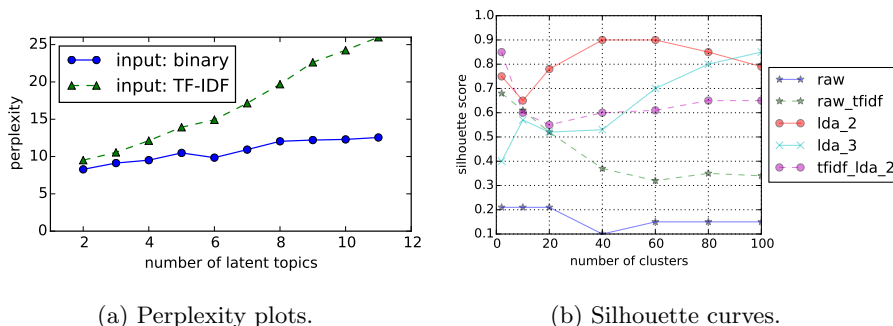 25
20
15
10
5
0
perplexity
input: binary
input: TF-IDF
2 4 6 8 10 12
number of latent topics
(a) Perplexity plots.
1.0
0.9
0.8
0.7
0.6
0.5
0.4
0.3
0.2
0.1
silhouette score
0 20 40 60 80 100
number of clusters
raw
raw_tfidf
lda_2
lda_3
tfidf_lda_2
(b) Silhouette curves.